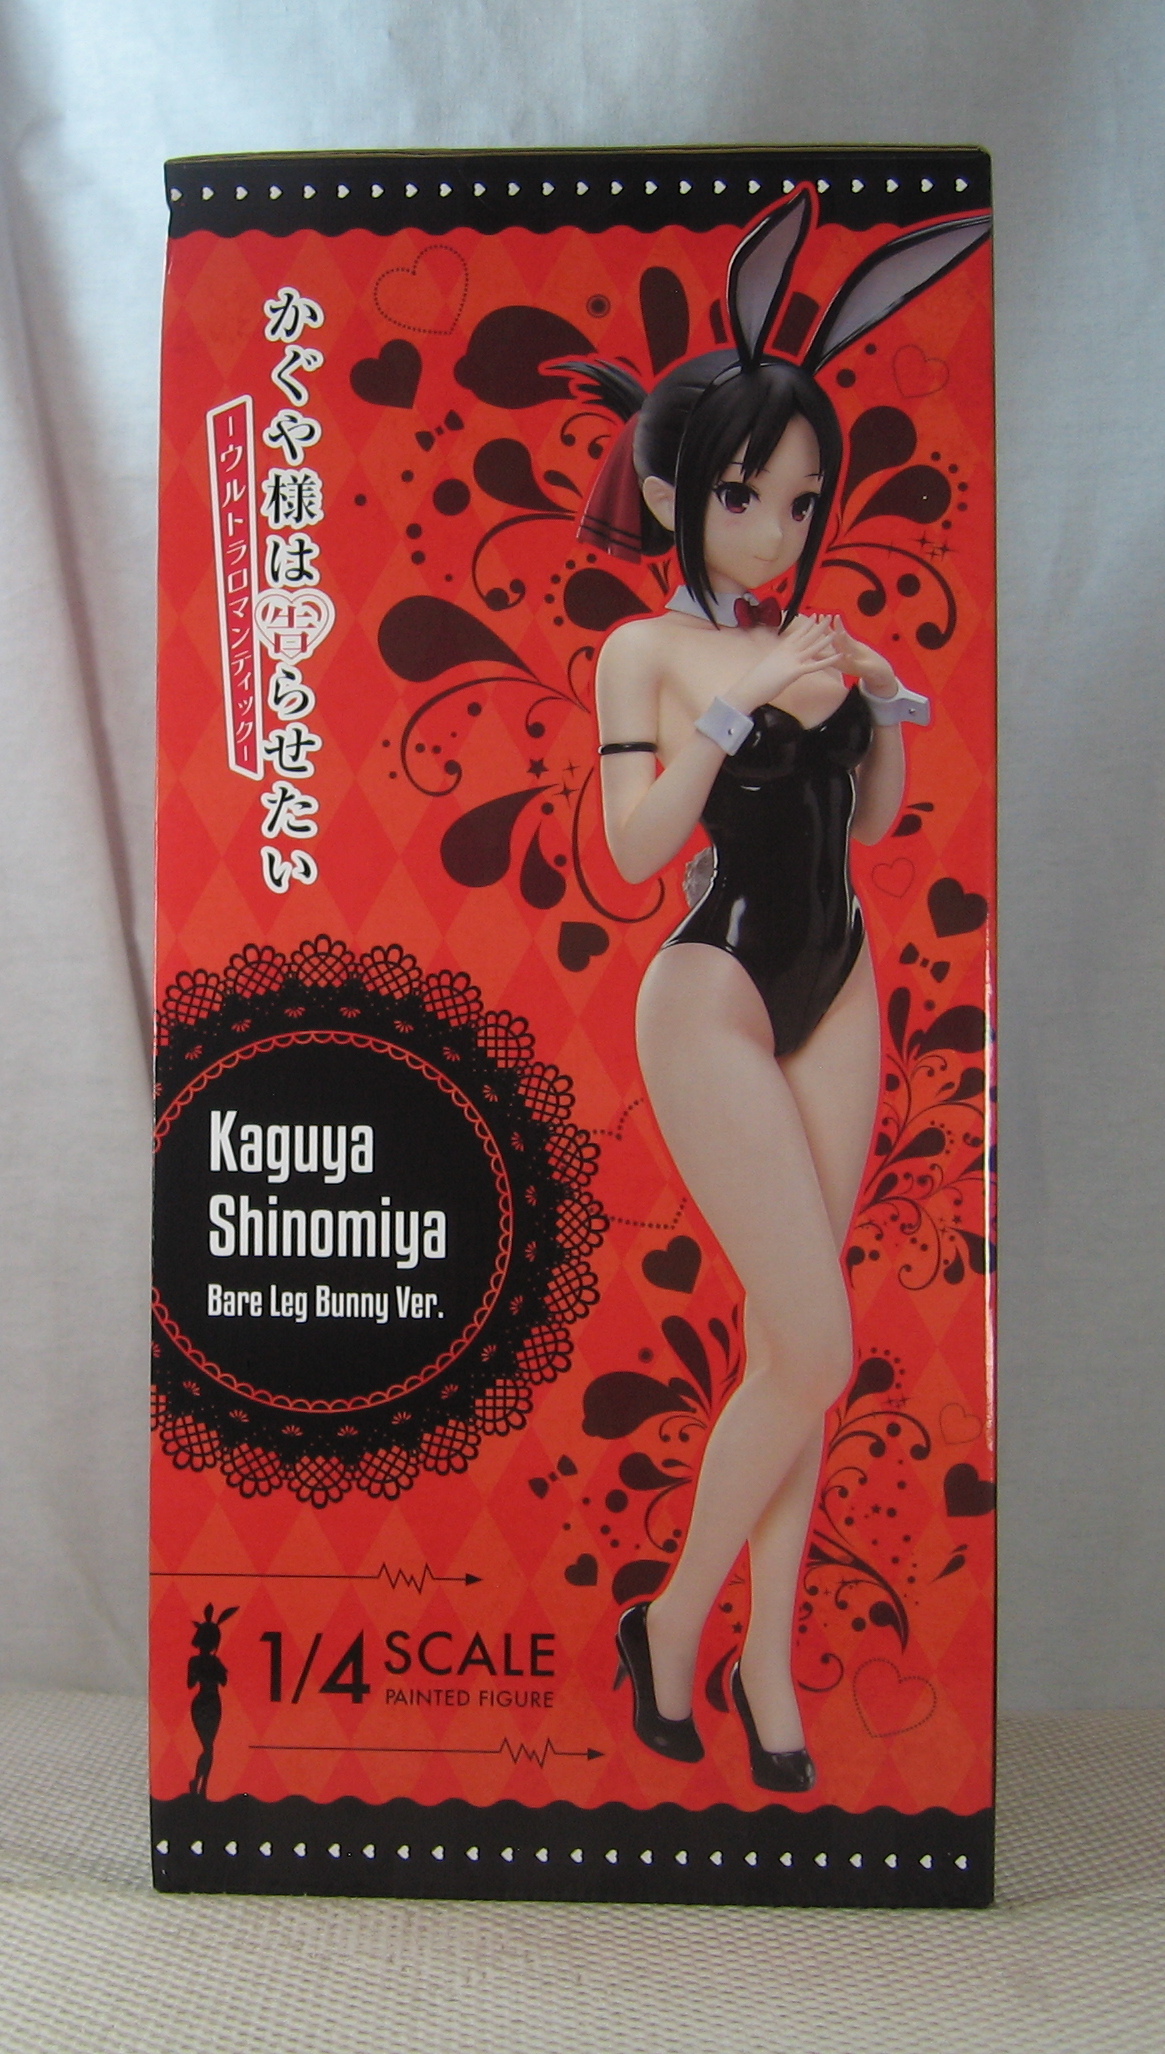 かぐや様は告らせたい
ーウルトラロマンティックー
Kaguya
Shinomiya
Bare Leg Bunny Ver.
1/4 SCALE
PAINTED FIGURE